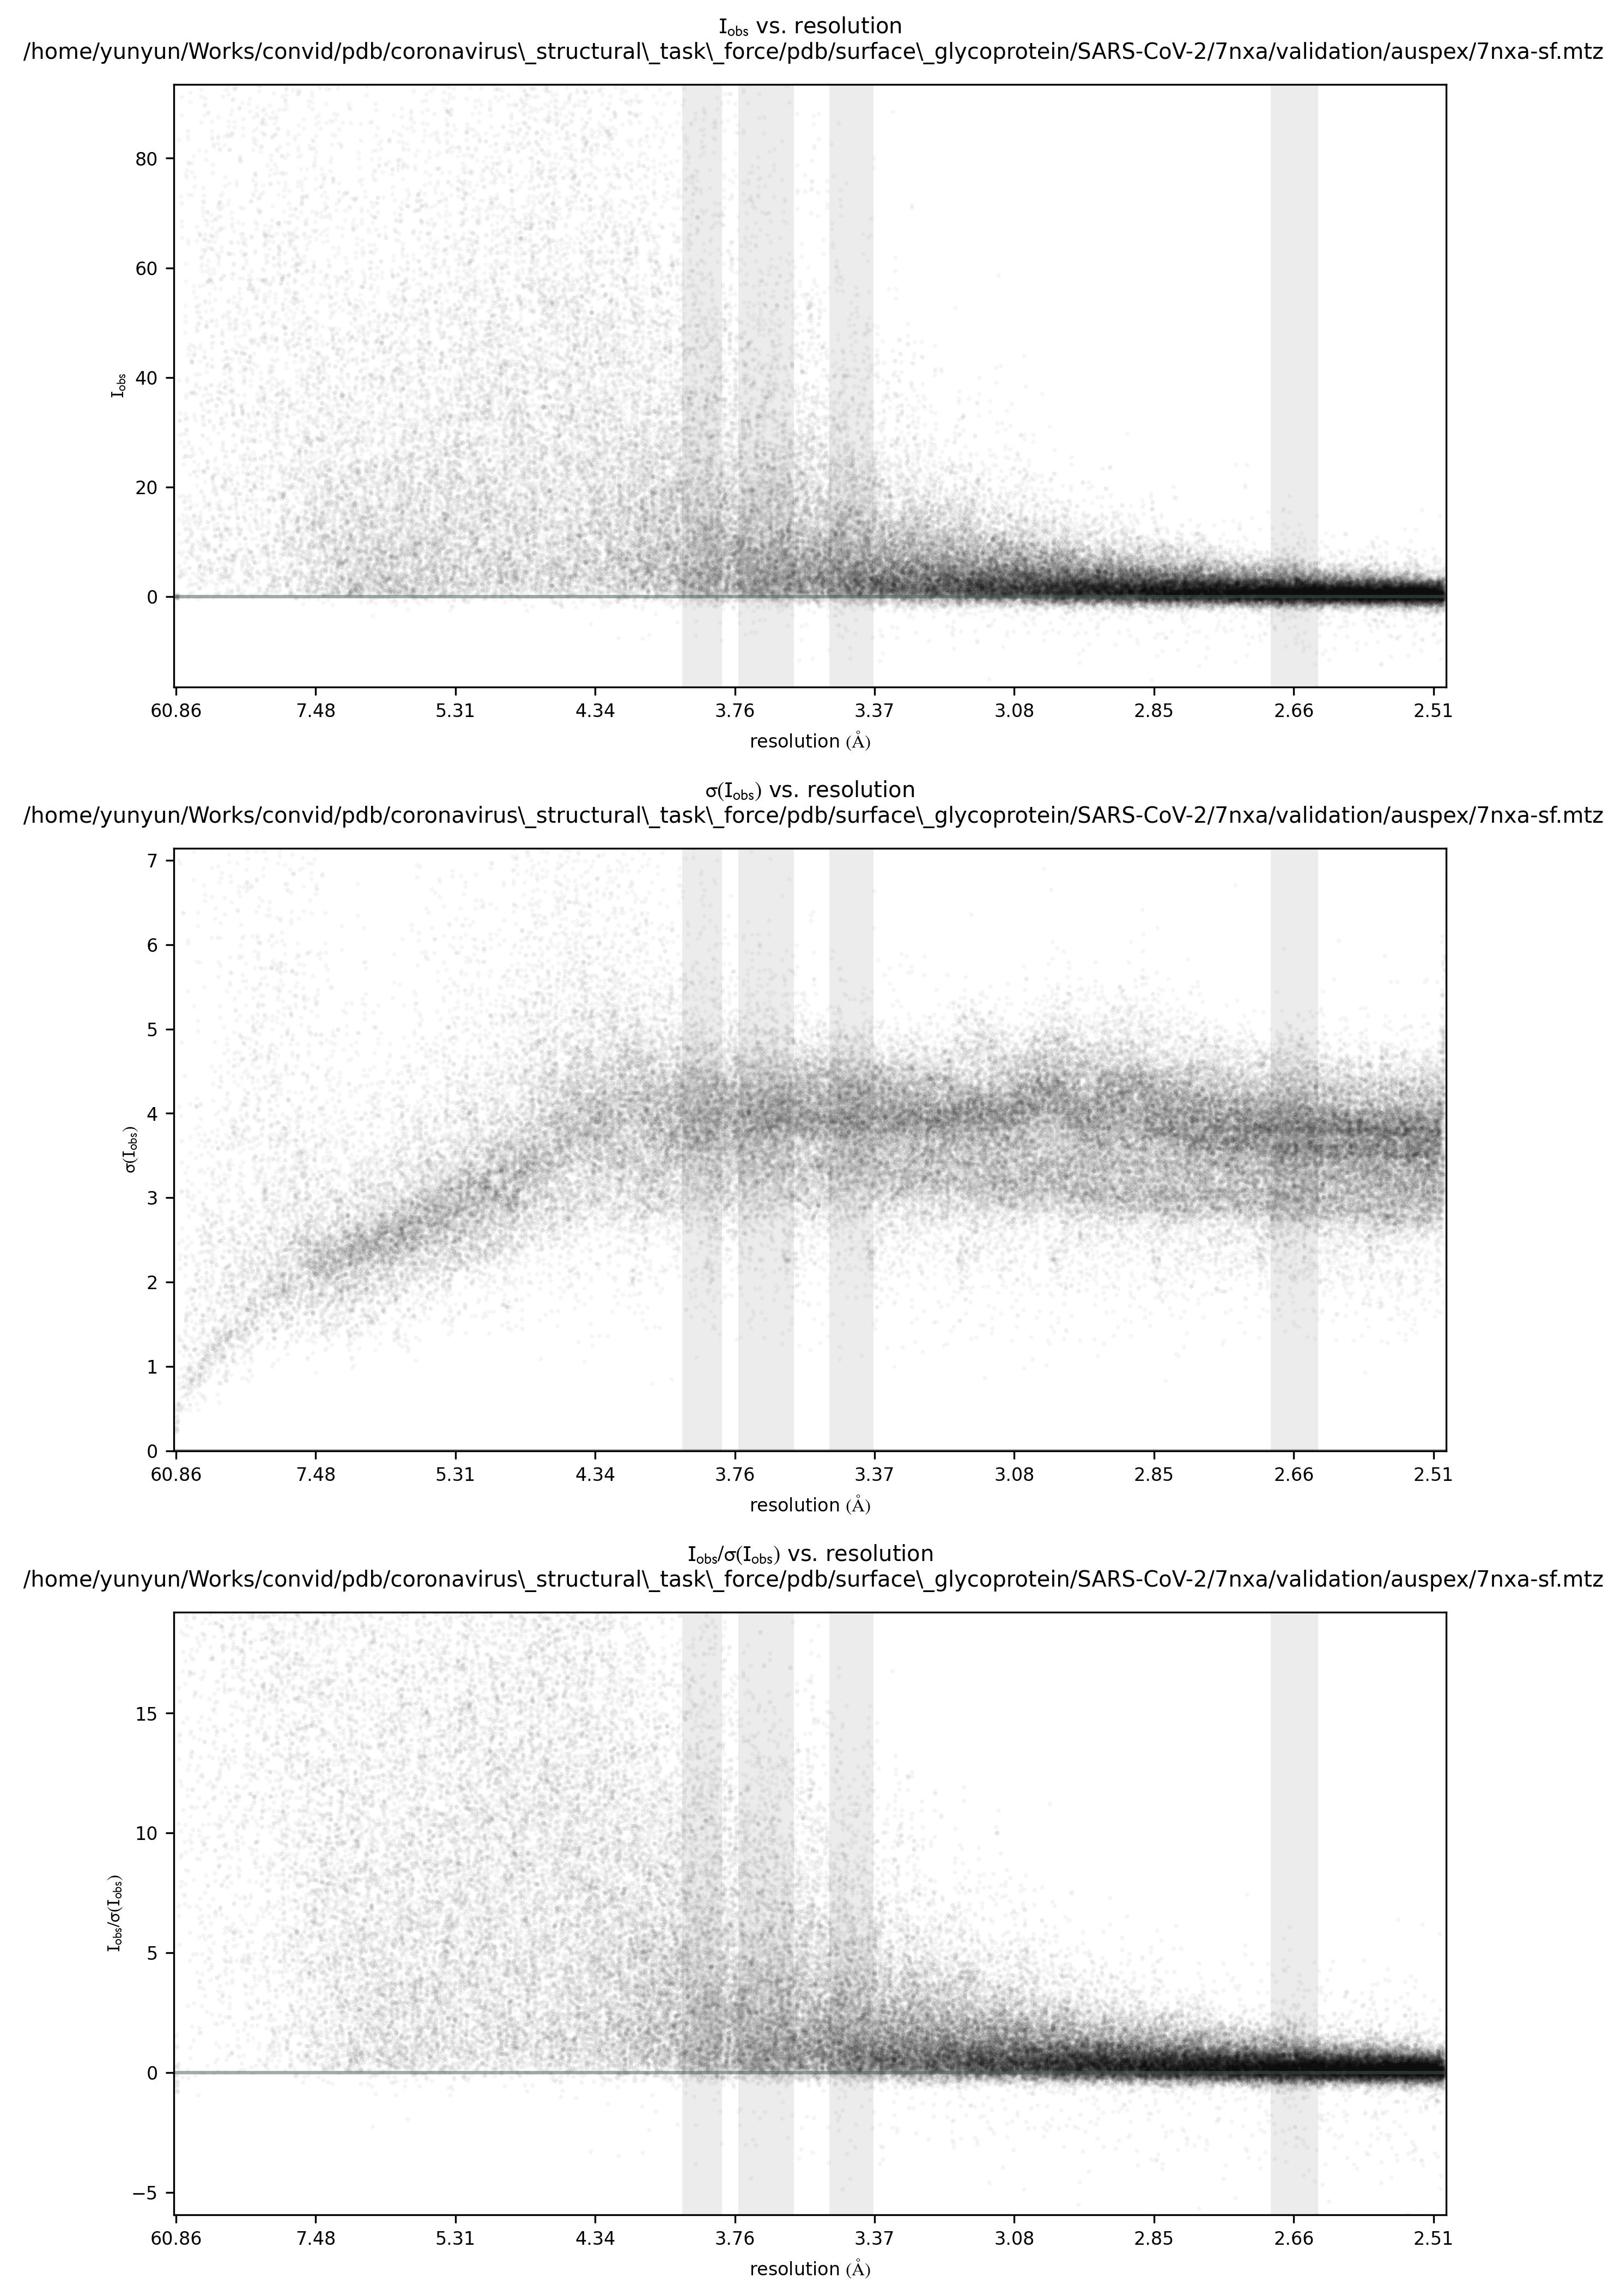 Iobs vs. resolution
/home/yunyun/Works/convid/pdb/coronavirus\_structural\_task\_force/pdb/surface\_glycoprotein/SARS-CoV-2/7nxa/validation/auspex/7nxa-sf.mtz
80
60
40
20
0
Iobs
60.86 7.48 5.31 4.34 3.76 3.37 3.08 2.85 2.66 2.51
resolution (Å)
σ(Iobs) vs. resolution
/home/yunyun/Works/convid/pdb/coronavirus\_structural\_task\_force/pdb/surface\_glycoprotein/SARS-CoV-2/7nxa/validation/auspex/7nxa-sf.mtz
7
6
5
4
3
2
1
0
σ(Iobs)
60.86 7.48 5.31 4.34 3.76 3.37 3.08 2.85 2.66 2.51
resolution (Å)
Iobs/σ(Iobs) vs. resolution
/home/yunyun/Works/convid/pdb/coronavirus\_structural\_task\_force/pdb/surface\_glycoprotein/SARS-CoV-2/7nxa/validation/auspex/7nxa-sf.mtz
15
10
5
0
−5
Iobs/σ(Iobs)
60.86 7.48 5.31 4.34 3.76 3.37 3.08 2.85 2.66 2.51
resolution (Å)